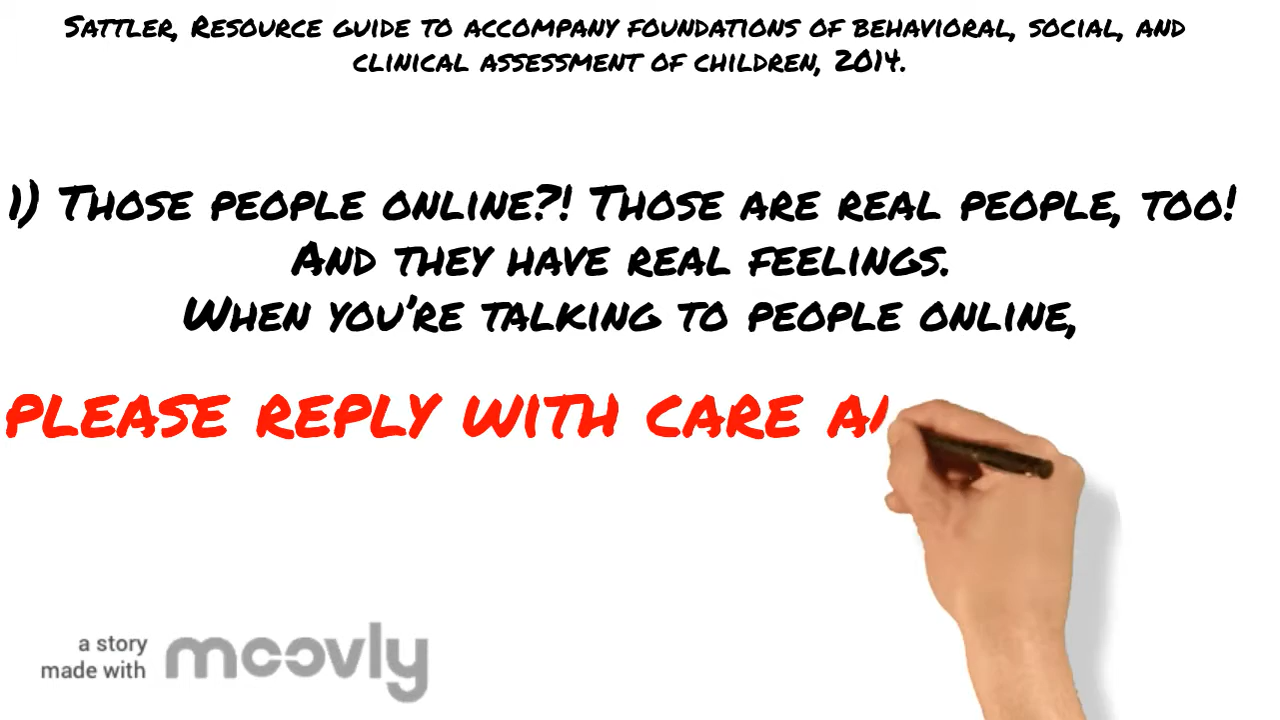 Sattler, Resource guide to accompany foundations of behavioral, social, and
clinical assessment of children, 2014.
1) Those people online?! Those are real people, too!
And they have real feelings.
When you're talking to people online,
please reply with care
a story
made with moovly